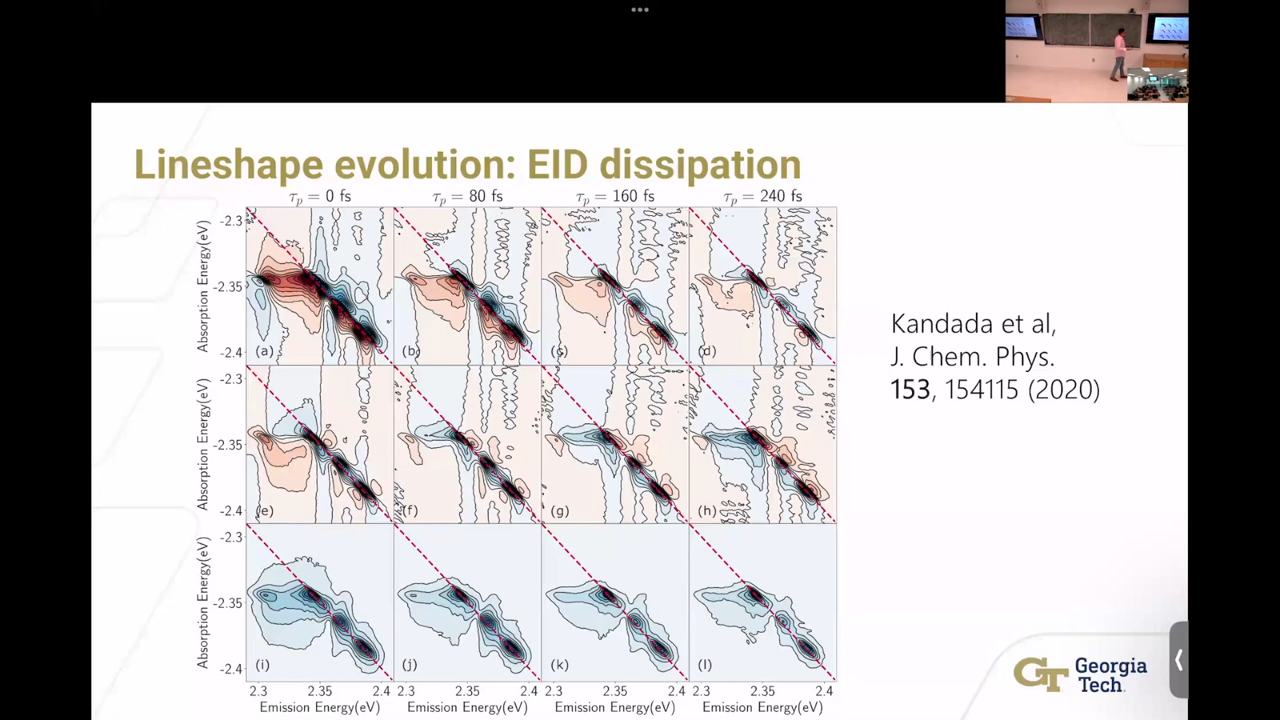 Lineshape evolution: EID dissipation
τp = 0 fs
τp = 80 fs
τp = 160 fs
τp = 240 fs
Absorption Energy(eV)
-2.3
-2.35
-2.4
(a)
(b)
(c)
(d)
Absorption Energy(eV)
-2.3
-2.35
-2.4
(e)
(f)
(g)
(h)
Absorption Energy(eV)
-2.3
-2.35
-2.4
(i)
(j)
(k)
(l)
2.3 2.35 2.4 2.3 2.35 2.4 2.3 2.35 2.4 2.3 2.35 2.4
Emission Energy(eV) Emission Energy(eV) Emission Energy(eV) Emission Energy(eV)
Kandada et al,
J. Chem. Phys.
153, 154115 (2020)
GT Georgia
Tech